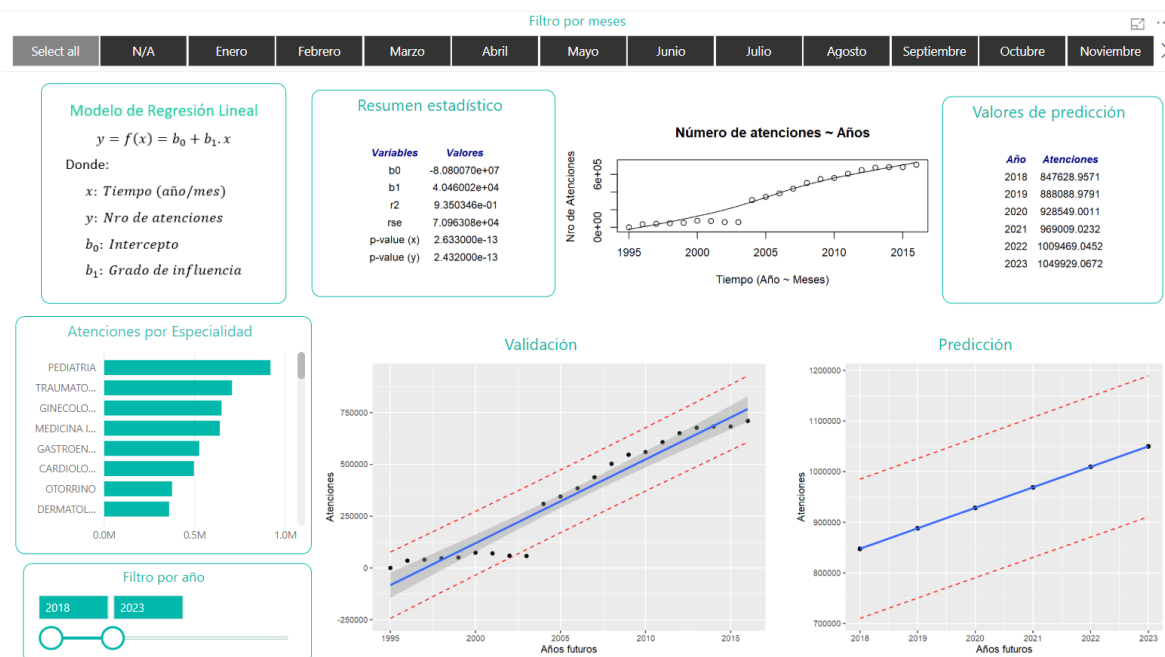 Filtro por meses
Select all N/A Enero Febrero Marzo Abril Mayo Junio Julio Agosto Septiembre Octubre Noviembre
Modelo de Regresión Lineal
y = f(x) = b₀ + b₁. x
Donde:
x: Tiempo (año/mes)
y: Nro de atenciones
b₀: Intercepto
b₁: Grado de influencia
Resumen estadístico
Variables Valores
b0 -8.080070e+07
b1 4.046002e+04
r2 9.350346e-01
rse 7.096308e+04
p-value (x) 2.633000e-13
p-value (y) 2.432000e-13
Número de atenciones ~ Años
Nro de Atenciones
6e+05
0e+00
1995 2000 2005 2010 2015
Tiempo (Año ~ Meses)
Valores de predicción
Año Atenciones
2018 847628.9571
2019 888088.9791
2020 928549.0011
2021 969009.0232
2022 1009469.0452
2023 1049929.0672
Atenciones por Especialidad
PEDIATRIA
TRAUMATO...
GINECOLO...
MEDICINA I...
GASTROEN...
CARDIOLO...
OTORRINO
DERMATOL...
0.0M 0.5M 1.0M
Filtro por año
2018 2023
Validación
Atenciones
750000
500000
250000
0
-250000
1995 2000 2005 2010 2015
Años futuros
Predicción
Atenciones
1200000
1100000
1000000
900000
800000
700000
2018 2019 2020 2021 2022 2023
Años futuros